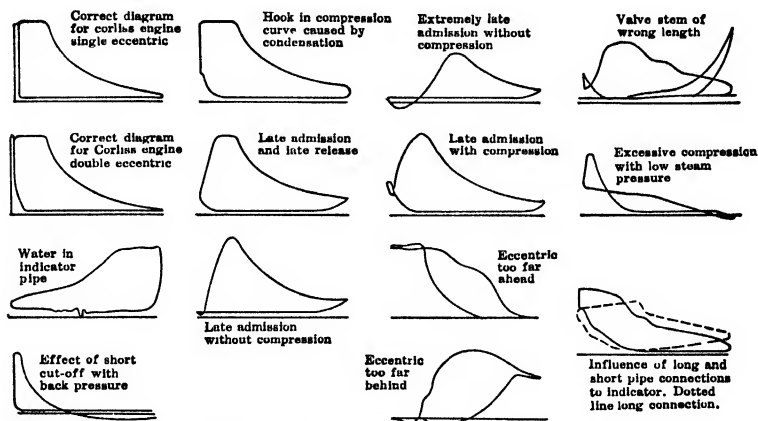 Correct diagram
for corliss engine
single eccentric
Hook in compression
curve caused by
condensation
Extremely late
admission without
compression
Valve stem of
wrong length
Correct diagram
for Corliss engine
double eccentric
Late admission
and late release
Late admission
with compression
Excessive compression
with low steam
pressure
Water in
indicator
pipe
Late admission
without compression
Eccentric
too far
ahead
Influence of long and
short pipe connections
to indicator. Dotted
line long connection.
Effect of short
cut-off with
back pressure
Eccentric
too far
behind